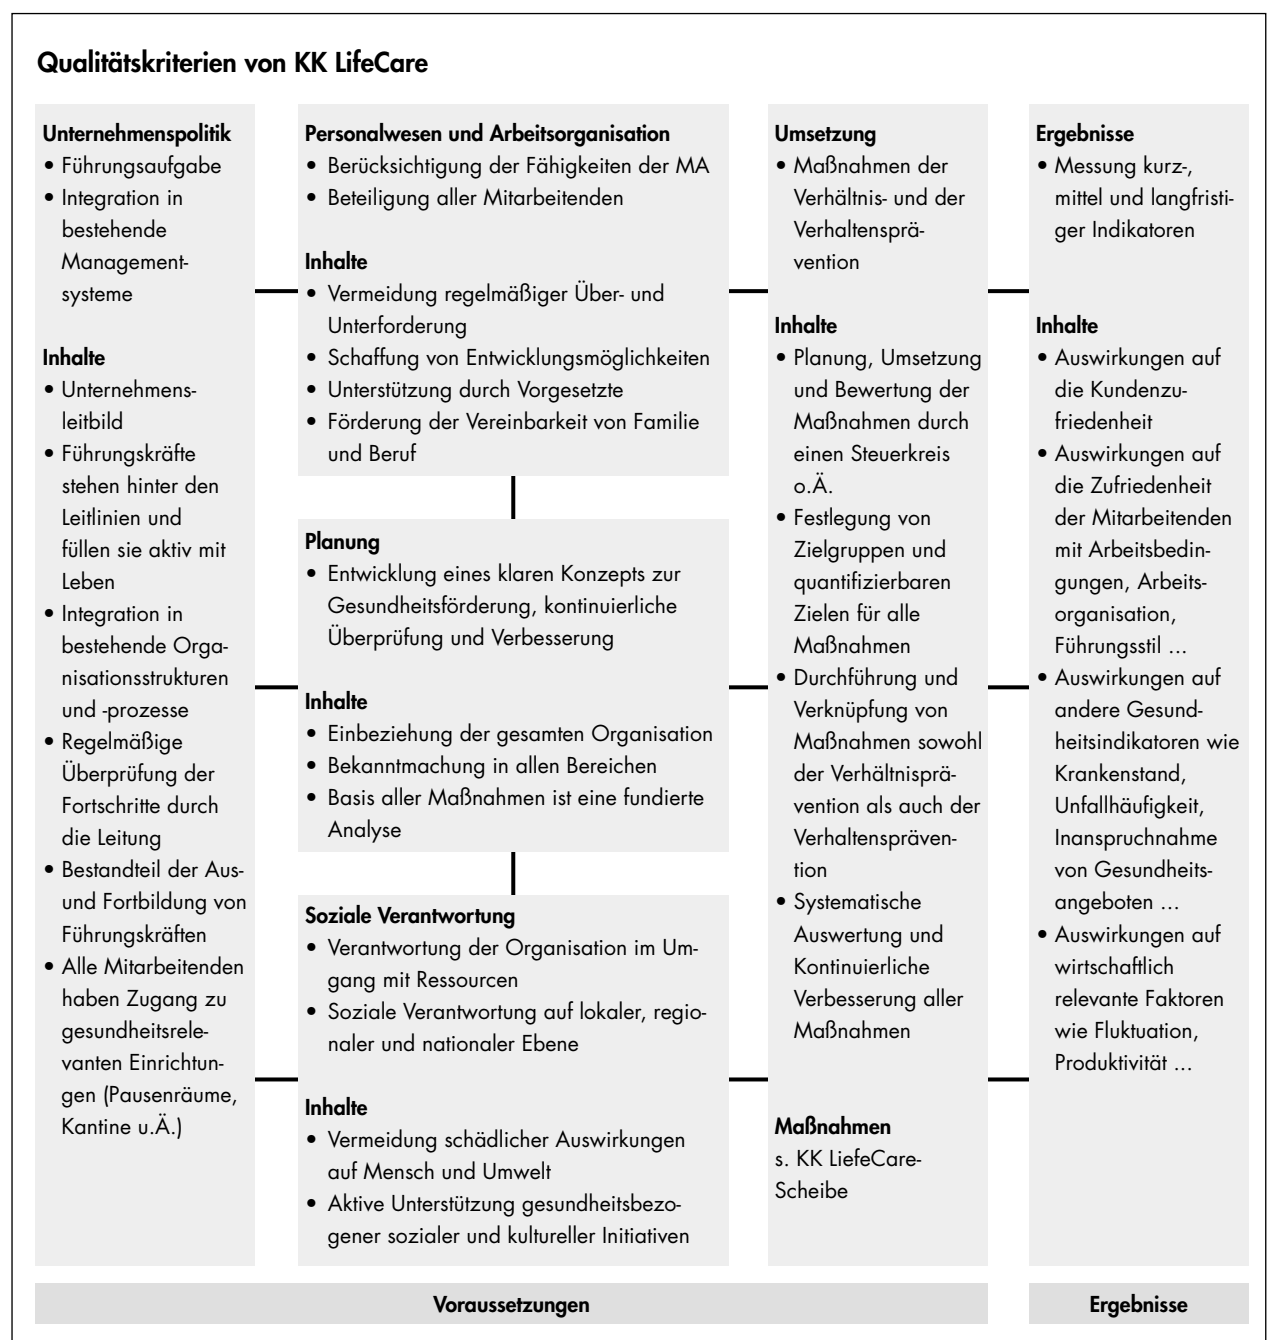 Qualitätskriterien von KK LifeCare
Unternehmenspolitik
• Führungsaufgabe
• Integration in
bestehende
Management-
systeme
Inhalte
• Unternehmens-
leitbild
• Führungskräfte
stehen hinter den
Leitlinien und
füllen sie aktiv mit
Leben
• Integration in
bestehende Orga-
nisationsstrukturen
und -prozesse
• Regelmäßige
Überprüfung der
Fortschritte durch
die Leitung
• Bestandteil der Aus-
und Fortbildung von
Führungskräften
• Alle Mitarbeitenden
haben Zugang zu
gesundheitsrele-
vanten Einrichtun-
gen (Pausenräume,
Kantine u.Ä.)
Personalwesen und Arbeitsorganisation
• Berücksichtigung der Fähigkeiten der MA
• Beteiligung aller Mitarbeitenden
Inhalte
• Vermeidung regelmäßiger Über- und
Unterforderung
• Schaffung von Entwicklungsmöglichkeiten
• Unterstützung durch Vorgesetzte
• Förderung der Vereinbarkeit von Familie
und Beruf
Planung
• Entwicklung eines klaren Konzepts zur
Gesundheitsförderung, kontinuierliche
Überprüfung und Verbesserung
Inhalte
• Einbeziehung der gesamten Organisation
• Bekanntmachung in allen Bereichen
• Basis aller Maßnahmen ist eine fundierte
Analyse
Soziale Verantwortung
• Verantwortung der Organisation im Um-
gang mit Ressourcen
• Soziale Verantwortung auf lokaler, regio-
naler und nationaler Ebene
Inhalte
• Vermeidung schädlicher Auswirkungen
auf Mensch und Umwelt
• Aktive Unterstützung gesundheitsbezo-
gener sozialer und kultureller Initiativen
Umsetzung
• Maßnahmen der
Verhältnis- und der
Verhaltensprä-
vention
Inhalte
• Planung, Umsetzung
und Bewertung der
Maßnahmen durch
einen Steuerkreis
o.Ä.
• Festlegung von
Zielgruppen und
quantifizierbaren
Zielen für alle
Maßnahmen
• Durchführung und
Verknüpfung von
Maßnahmen sowohl
der Verhältnisprä-
vention als auch der
Verhaltenspräven-
tion
• Systematische
Auswertung und
Kontinuierliche
Verbesserung aller
Maßnahmen
Maßnahmen
s. KK LiefeCare-
Scheibe
Ergebnisse
• Messung kurz-,
mittel und langfristi-
ger Indikatoren
Inhalte
• Auswirkungen auf
die Kundenzu-
friedenheit
• Auswirkungen auf
die Zufriedenheit
der Mitarbeitenden
mit Arbeitsbedin-
gungen, Arbeits-
organisation,
Führungsstil ...
• Auswirkungen auf
andere Gesund-
heitsindikatoren wie
Krankenstand,
Unfallhäufigkeit,
Inanspruchnahme
von Gesundheits-
angeboten ...
• Auswirkungen auf
wirtschaftlich
relevante Faktoren
wie Fluktuation,
Produktivität ...
Voraussetzungen
Ergebnisse